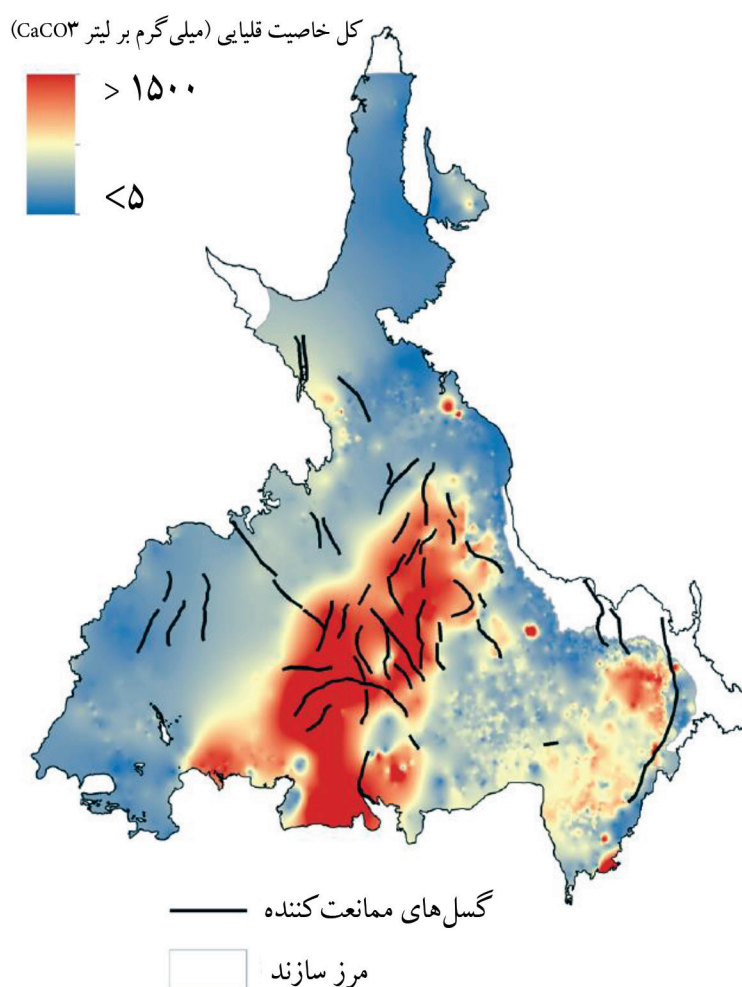 کل خاصیت قلیایی (میلی‌گرم بر لیتر CaCO۳)
> ۱۵۰۰
<۵
گسل‌های ممانعت‌کننده
مرز سازند